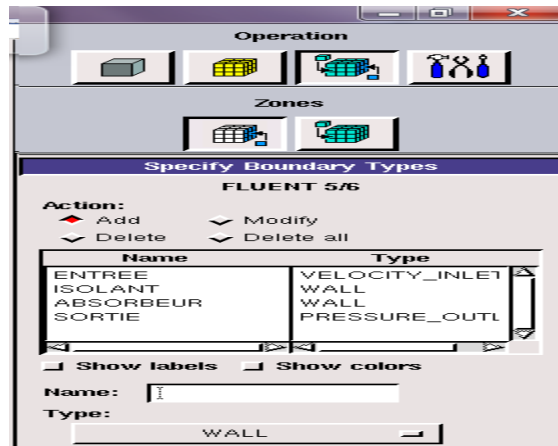 Operation
Zones
Specify Boundary Types
FLUENT 5/6
Action:
Add Modify
Delete Delete all
Name Type
ENTREE VELOCITY_INLET
ISOLANT WALL
ABSORBEUR WALL
SORTIE PRESSURE_OUTL
Show labels Show colors
Name:
Type:
WALL